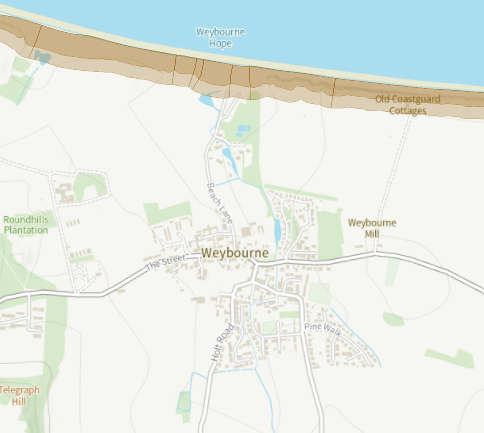 Weybourne
Hope
Old Coastguard
Cottages
Beach Lane
Roundhills
Plantation
Weybourne
Mill
Weybourne
The Street
Pine Walk
Holt Road
Telegraph
Hill